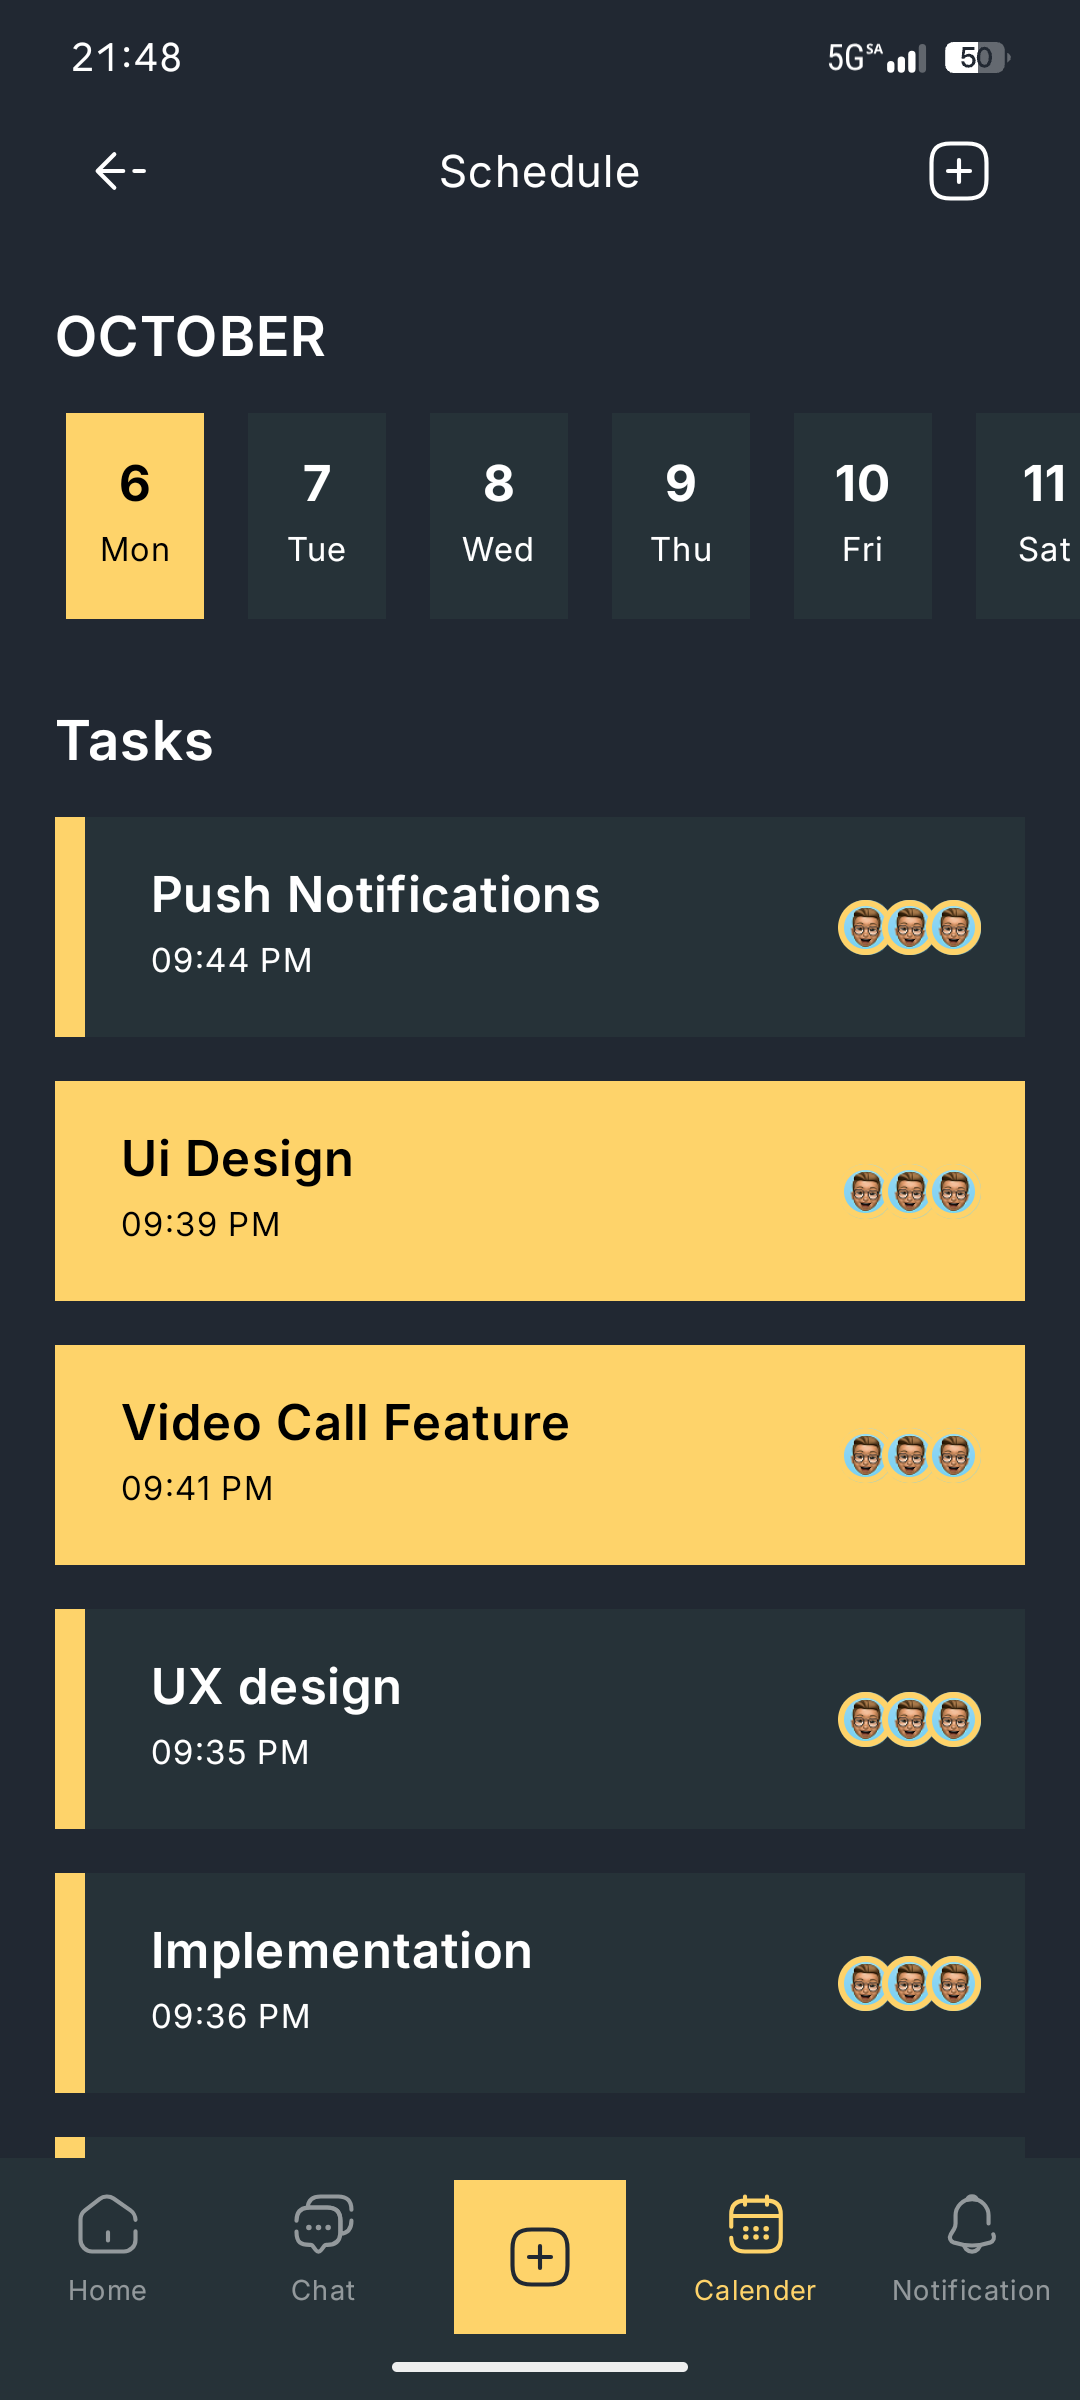 21:48
5G SA 50
Schedule
OCTOBER
6 7 8 9 10 11
Mon Tue Wed Thu Fri Sat
Tasks
Push Notifications
09:44 PM
Ui Design
09:39 PM
Video Call Feature
09:41 PM
UX design
09:35 PM
Implementation
09:36 PM
Home Chat Calender Notification